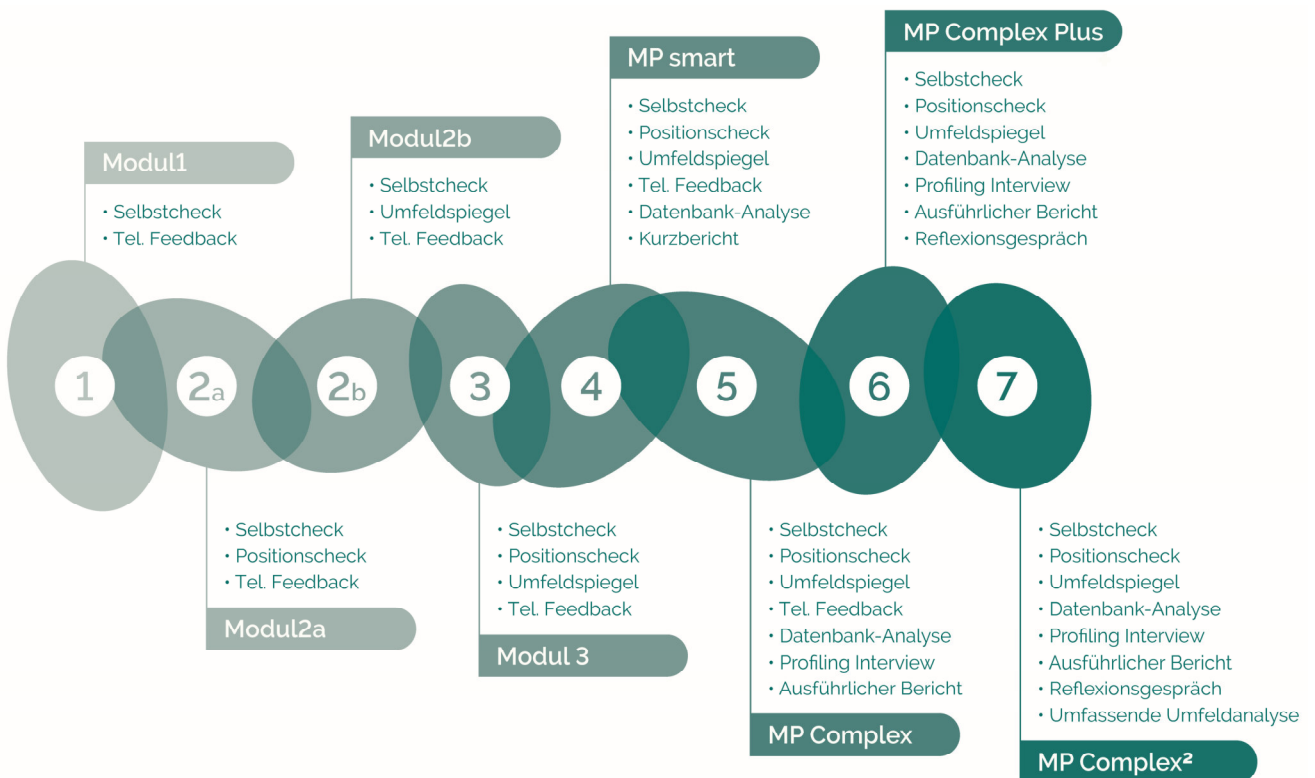 Modul1
• Selbstcheck
• Tel. Feedback
Modul2b
• Selbstcheck
• Umfeldspiegel
• Tel. Feedback
MP smart
• Selbstcheck
• Positionscheck
• Umfeldspiegel
• Tel. Feedback
• Datenbank-Analyse
• Kurzbericht
MP Complex Plus
• Selbstcheck
• Positionscheck
• Umfeldspiegel
• Datenbank-Analyse
• Profiling Interview
• Ausführlicher Bericht
• Reflexionsgespräch
1
2a
2b
3
4
5
6
7
• Selbstcheck
• Positionscheck
• Tel. Feedback
Modul2a
• Selbstcheck
• Positionscheck
• Umfeldspiegel
• Tel. Feedback
Modul 3
• Selbstcheck
• Positionscheck
• Umfeldspiegel
• Tel. Feedback
• Datenbank-Analyse
• Profiling Interview
• Ausführlicher Bericht
MP Complex
• Selbstcheck
• Positionscheck
• Umfeldspiegel
• Datenbank-Analyse
• Profiling Interview
• Ausführlicher Bericht
• Reflexionsgespräch
• Umfassende Umfeldanalyse
MP Complex²